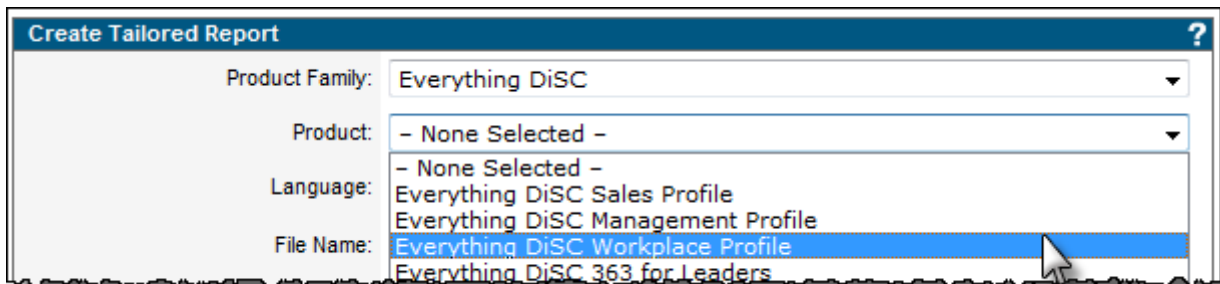 Create Tailored Report ?
Product Family: Everything DiSC
Product: – None Selected –
– None Selected –
Language: Everything DiSC Sales Profile
Everything DiSC Management Profile
File Name: Everything DiSC Workplace Profile
Everything DiSC 363 for Leaders